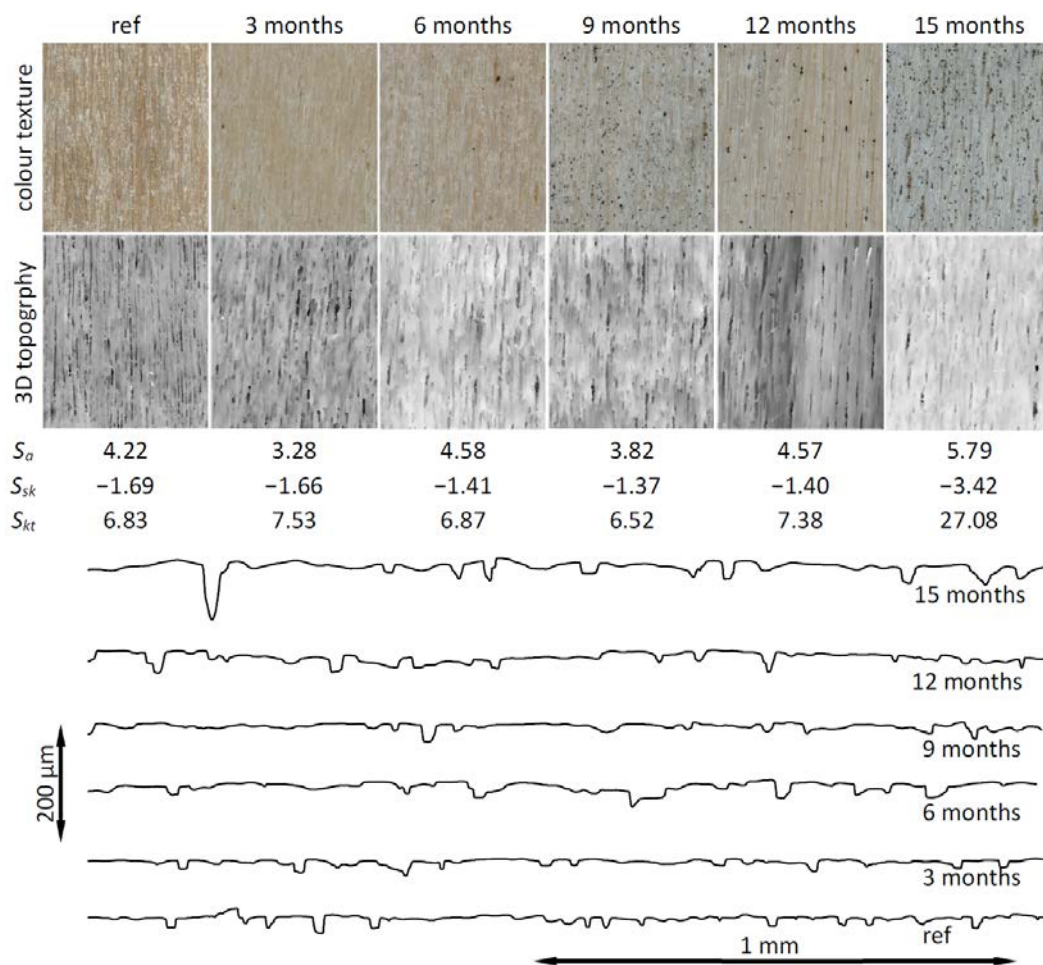 ref 3 months 6 months 9 months 12 months 15 months
colour texture
3D topogrphy
Sa 4.22 3.28 4.58 3.82 4.57 5.79
Ssk −1.69 −1.66 −1.41 −1.37 −1.40 −3.42
Skt 6.83 7.53 6.87 6.52 7.38 27.08
15 months
12 months
9 months
200 µm
6 months
3 months
ref
1 mm